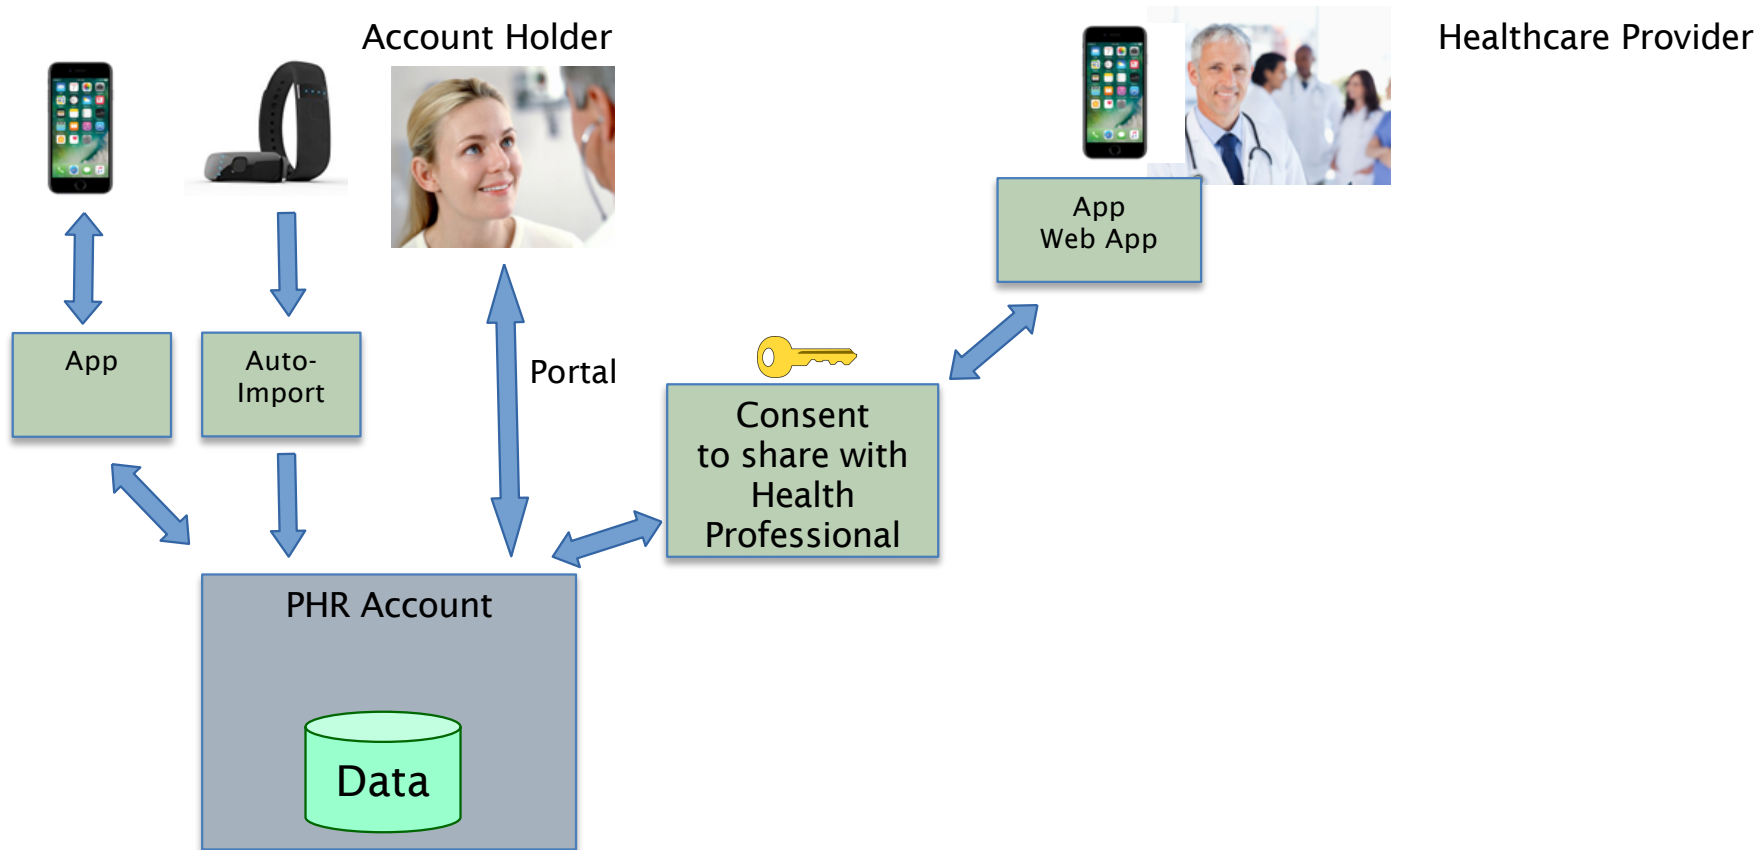 Account Holder
Healthcare Provider
App
Web App
App
Auto-
Import
Portal
Consent
to share with
Health
Professional
PHR Account
Data